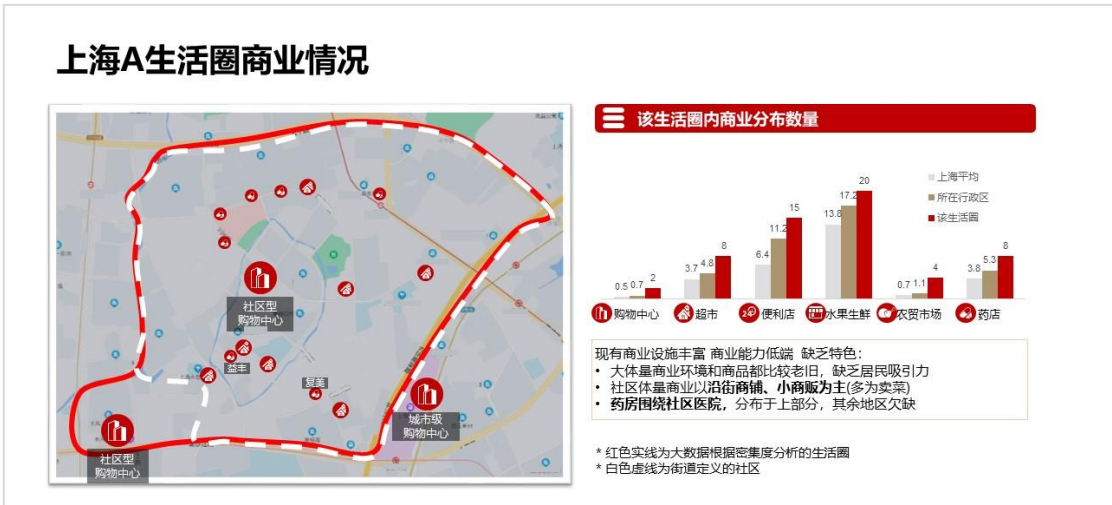 上海A生活圈商业情况
社区型
购物中心
益丰
复美
城市级
购物中心
社区型
购物中心
该生活圈内商业分布数量
上海平均
所在行政区
该生活圈
0.5 0.7 2
3.7 4.8 8
6.4 11.2 15
13.8 17.2 20
0.7 1.1 4
3.8 5.3 8
购物中心
超市
24 便利店
水果生鲜
农贸市场
药店
现有商业设施丰富 商业能力低端 缺乏特色：
• 大体量商业环境和商品都比较老旧，缺乏居民吸引力
• 社区体量商业以沿街商铺、小商贩为主(多为卖菜)
• 药房围绕社区医院，分布于上部分，其余地区欠缺
* 红色实线为大数据根据密集度分析的生活圈
* 白色虚线为街道定义的社区